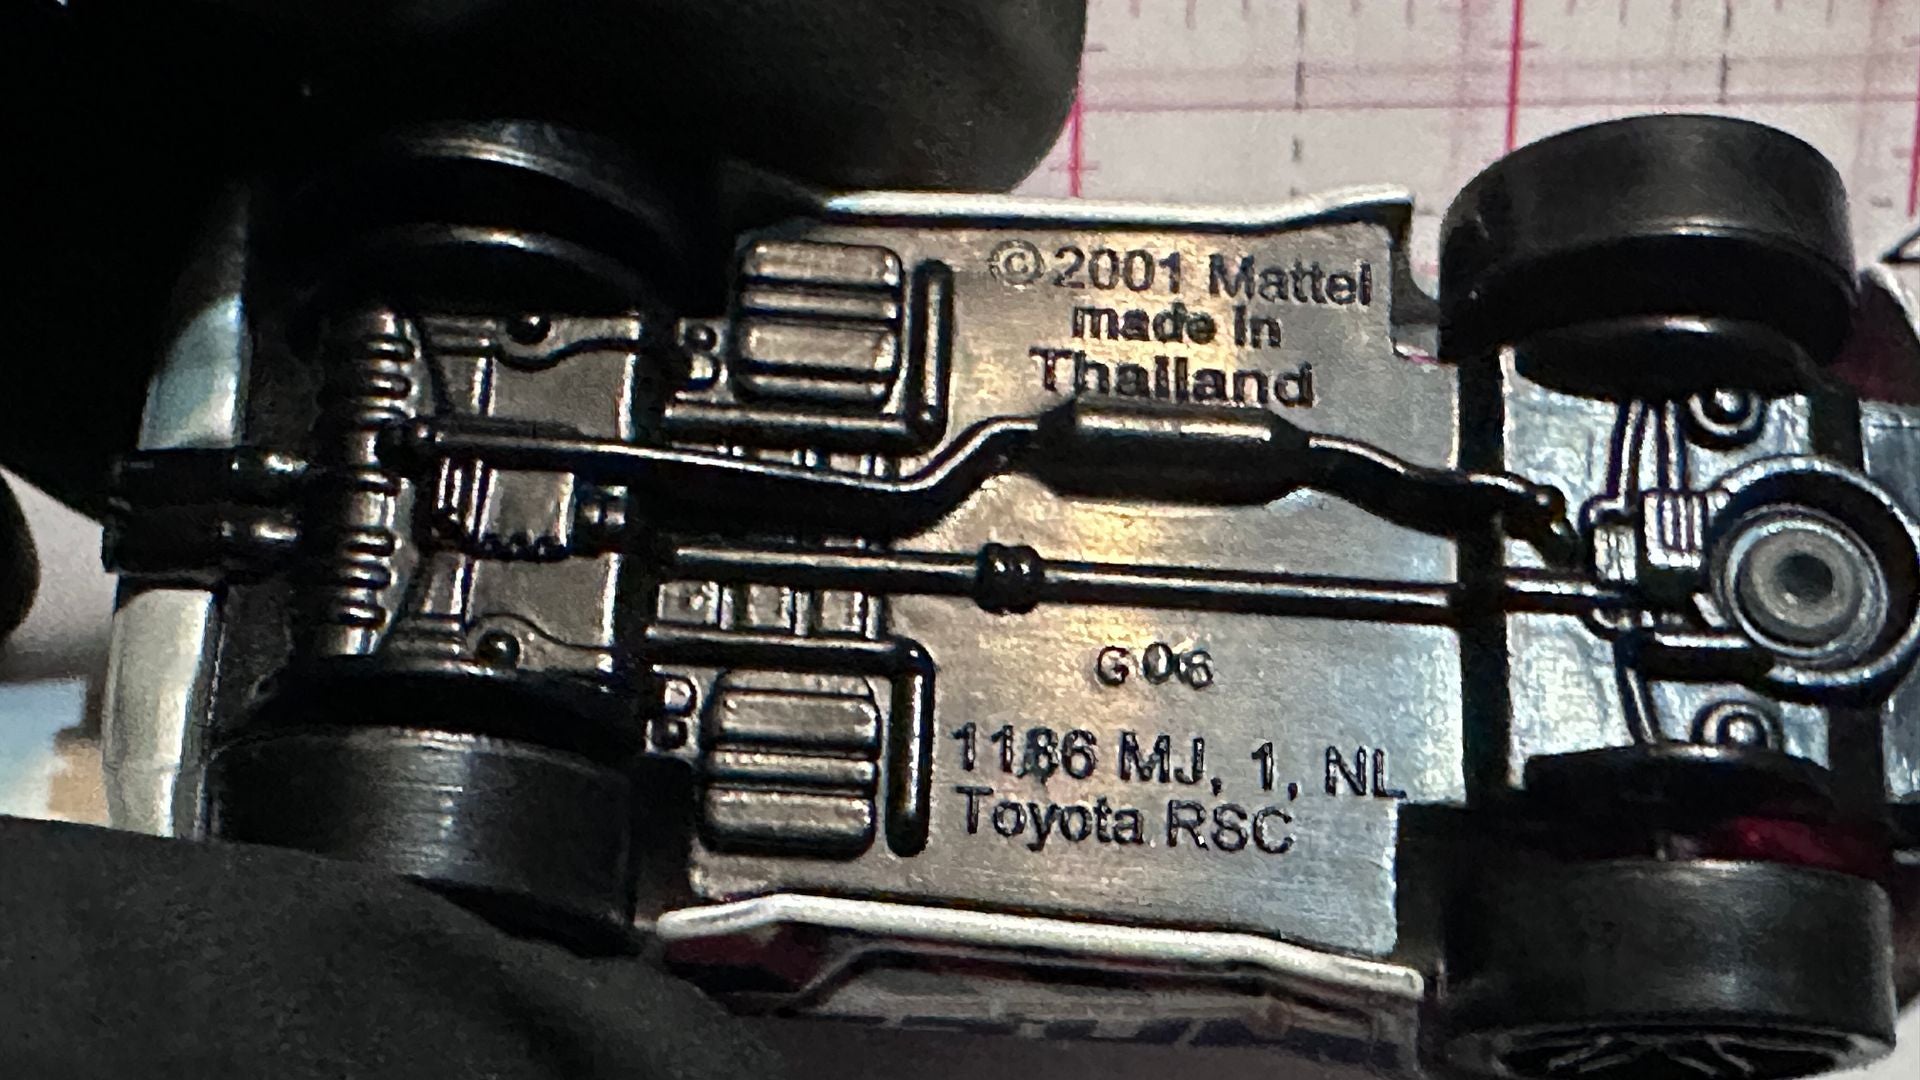 ©2001 Mattel
made in
Thailand
G06
1186 MJ, 1, NL
Toyota RSC